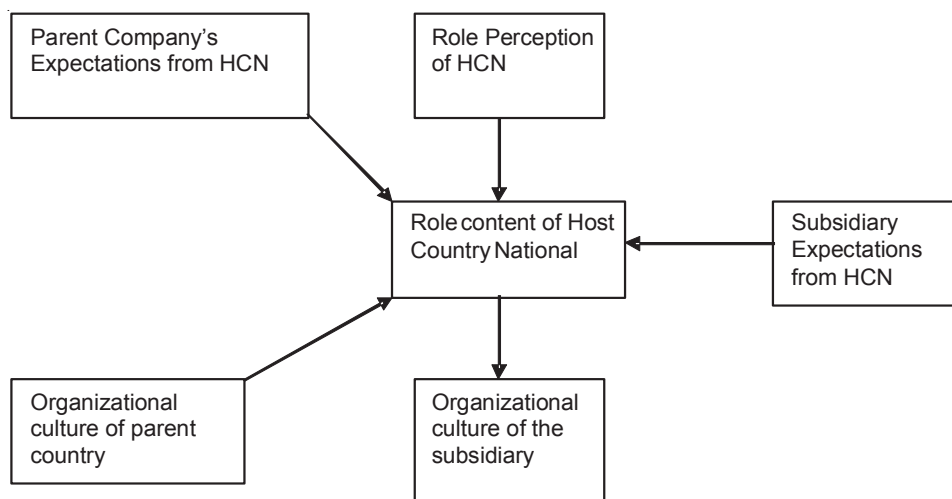 Parent Company's
Expectations from HCN
Role Perception
of HCN
Role content of Host
Country National
Subsidiary
Expectations
from HCN
Organizational
culture of parent
country
Organizational
culture of the
subsidiary